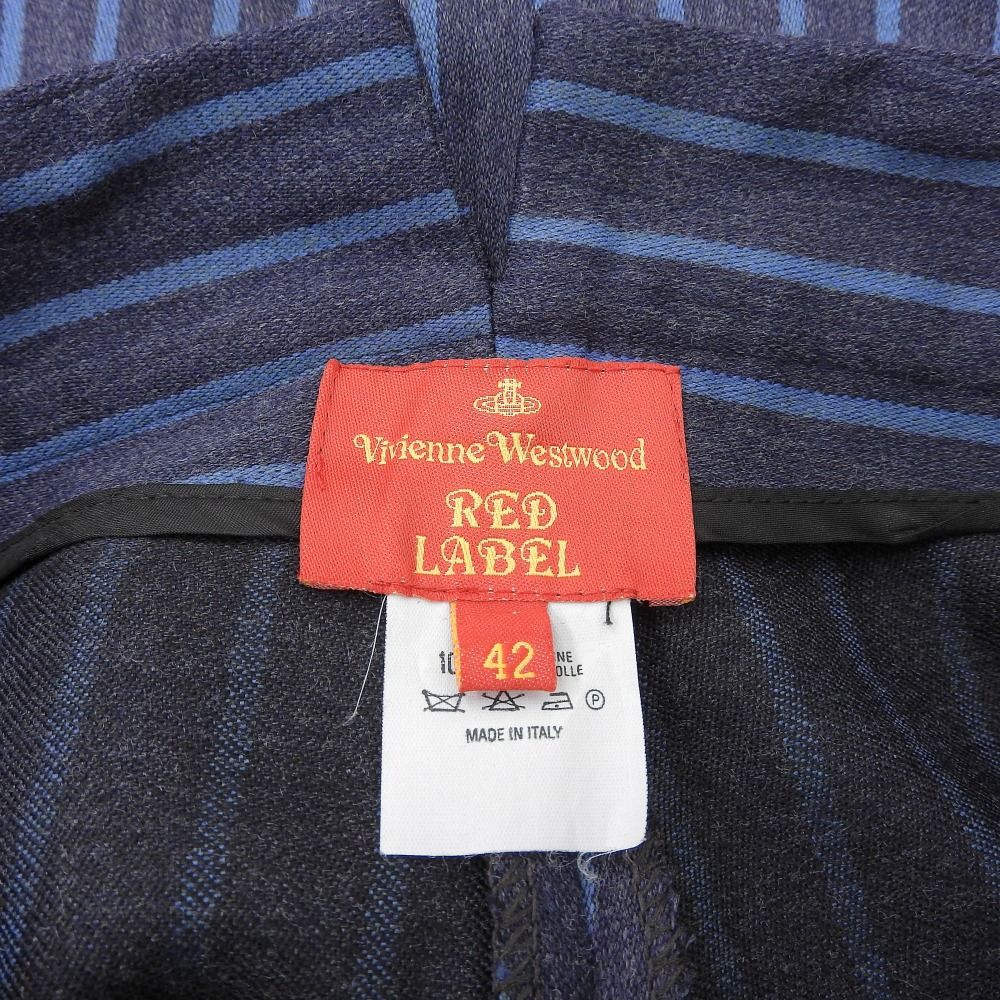 Vivienne Westwood
RED
LABEL
42
MADE IN ITALY
P